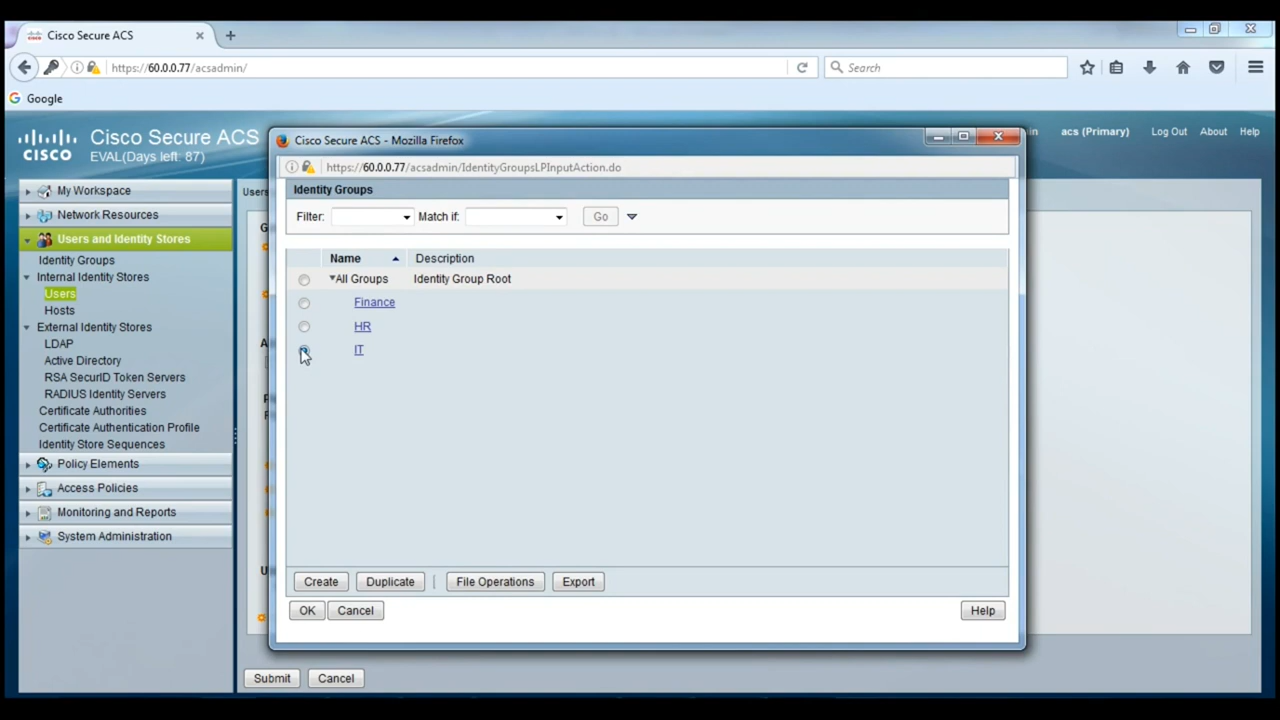 Cisco Secure ACS
https://60.0.0.77/acsadmin/
Search
Google
CISCO
Cisco Secure ACS
EVAL(Days left: 87)
acs (Primary)
Log Out
About
Help
My Workspace
Network Resources
Users and Identity Stores
Identity Groups
Internal Identity Stores
Users
Hosts
External Identity Stores
LDAP
Active Directory
RSA SecurID Token Servers
RADIUS Identity Servers
Certificate Authorities
Certificate Authentication Profile
Identity Store Sequences
Policy Elements
Access Policies
Monitoring and Reports
System Administration
Users
Submit
Cancel
Cisco Secure ACS - Mozilla Firefox
https://60.0.0.77/acsadmin/IdentityGroupsLPInputAction.do
Identity Groups
Filter:
Match if:
Go
Name
Description
All Groups
Identity Group Root
Finance
HR
IT
Create
Duplicate
File Operations
Export
OK
Cancel
Help